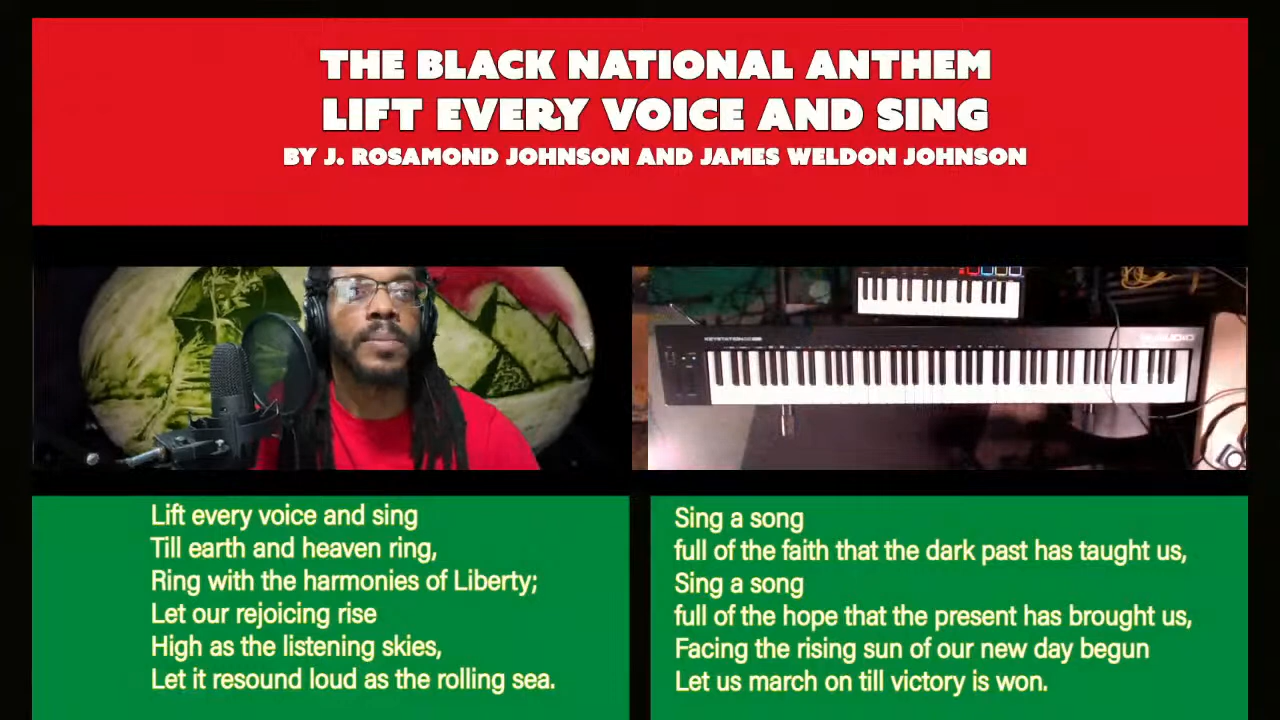 THE BLACK NATIONAL ANTHEM
LIFT EVERY VOICE AND SING
BY J. ROSAMOND JOHNSON AND JAMES WELDON JOHNSON
KEYSTATION
Lift every voice and sing
Till earth and heaven ring,
Ring with the harmonies of Liberty;
Let our rejoicing rise
High as the listening skies,
Let it resound loud as the rolling sea.
Sing a song
full of the faith that the dark past has taught us,
Sing a song
full of the hope that the present has brought us,
Facing the rising sun of our new day begun
Let us march on till victory is won.